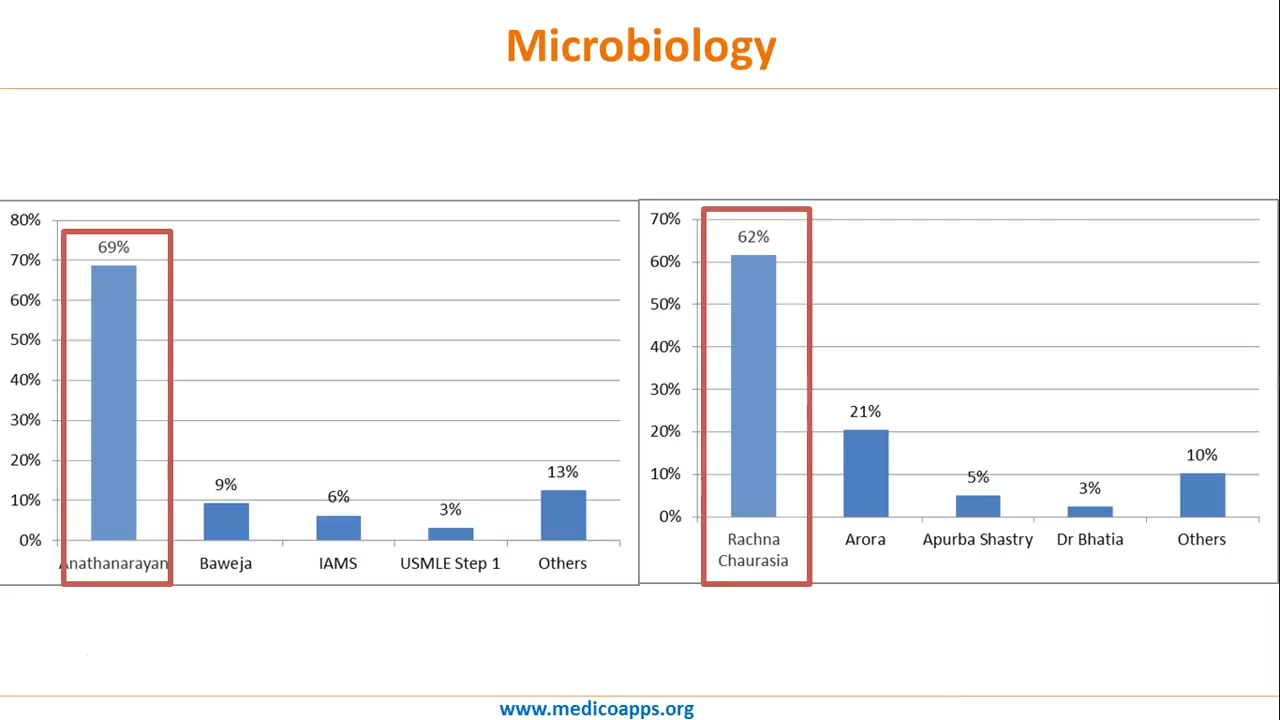 Microbiology
80%
70%
60%
50%
40%
30%
20%
10%
0%
69%
9%
6%
3%
13%
Anathanarayan
Baweja
IAMS
USMLE Step 1
Others
70%
60%
50%
40%
30%
20%
10%
0%
62%
21%
5%
3%
10%
Rachna
Chaurasia
Arora
Apurba Shastry
Dr Bhatia
Others
www.medicoapps.org